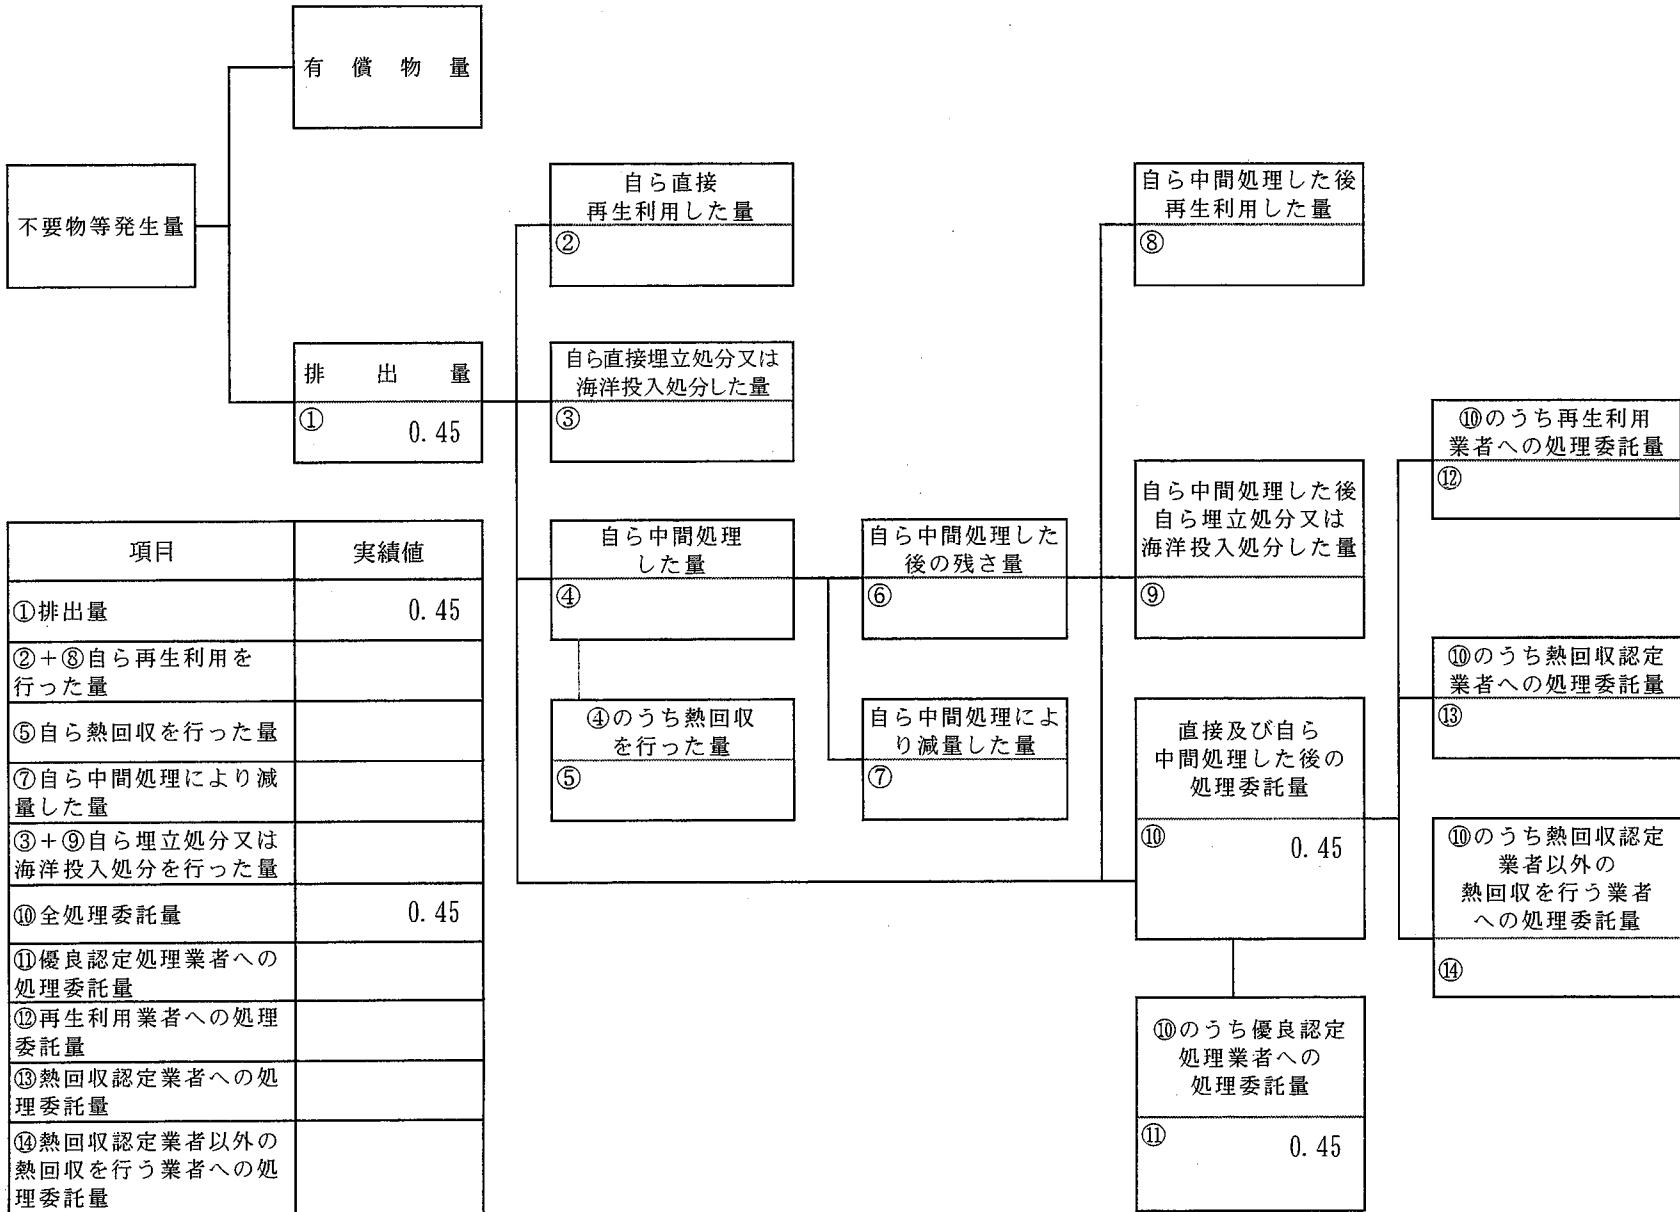 有償物量
不要物等発生量
排出量
① 0.45
自ら直接
再生利用した量
②
自ら直接埋立処分又は
海洋投入処分した量
③
自ら中間処理
した量
④
④のうち熱回収
を行った量
⑤
自ら中間処理した
後の残さ量
⑥
自ら中間処理によ
り減量した量
⑦
自ら中間処理した後
再生利用した量
⑧
自ら中間処理した後
自ら埋立処分又は
海洋投入処分した量
⑨
直接及び自ら
中間処理した後の
処理委託量
⑩ 0.45
⑩のうち優良認定
処理業者への
処理委託量
⑪ 0.45
⑩のうち再生利用
業者への処理委託量
⑫
⑩のうち熱回収認定
業者への処理委託量
⑬
⑩のうち熱回収認定
業者以外の
熱回収を行う業者
への処理委託量
⑭
項目 実績値
①排出量 0.45
②+⑧自ら再生利用を
行った量
⑤自ら熱回収を行った量
⑦自ら中間処理により減
量した量
③+⑨自ら埋立処分又は
海洋投入処分を行った量
⑩全処理委託量 0.45
⑪優良認定処理業者への
処理委託量
⑫再生利用業者への処理
委託量
⑬熱回収認定業者への処
理委託量
⑭熱回収認定業者以外の
熱回収を行う業者への処
理委託量